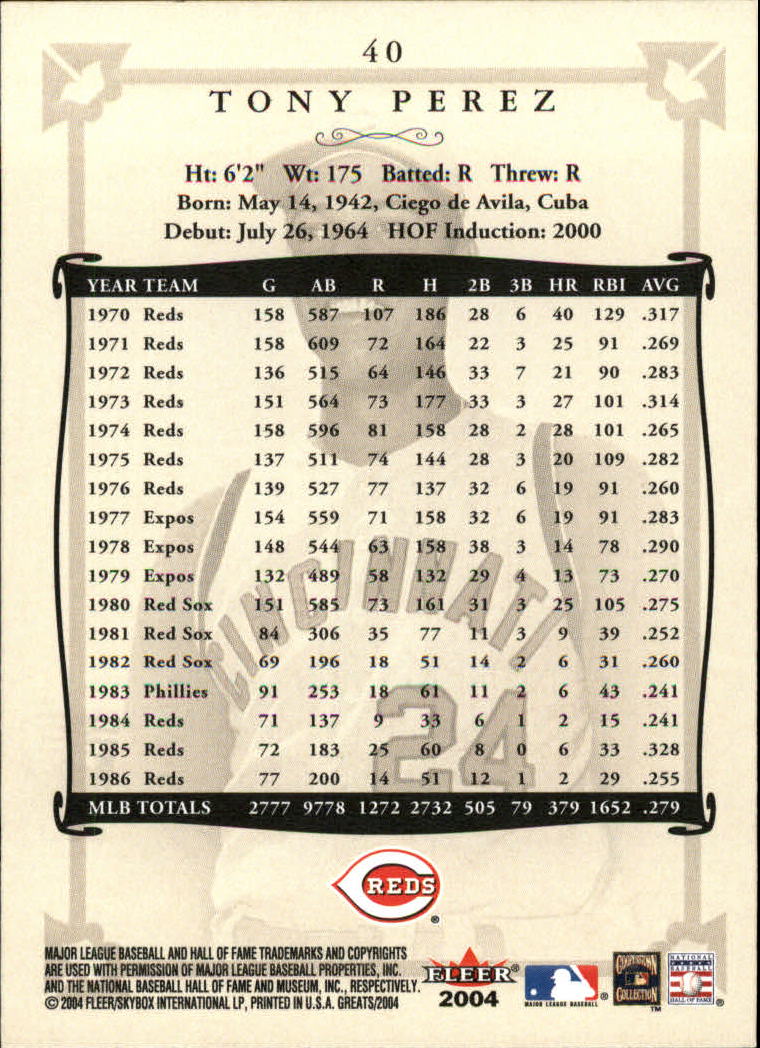 40
TONY PEREZ
Ht: 6'2" Wt: 175 Batted: R Threw: R
Born: May 14, 1942, Ciego de Avila, Cuba
Debut: July 26, 1964 HOF Induction: 2000
YEAR TEAM G AB R H 2B 3B HR RBI AVG
1970 Reds 158 587 107 186 28 6 40 129 .317
1971 Reds 158 609 72 164 22 3 25 91 .269
1972 Reds 136 515 64 146 33 7 21 90 .283
1973 Reds 151 564 73 177 33 3 27 101 .314
1974 Reds 158 596 81 158 28 2 28 101 .265
1975 Reds 137 511 74 144 28 3 20 109 .282
1976 Reds 139 527 77 137 32 6 19 91 .260
1977 Expos 154 559 71 158 32 6 19 91 .283
1978 Expos 148 544 63 158 38 3 14 78 .290
1979 Expos 132 489 58 132 29 4 13 73 .270
1980 Red Sox 151 585 73 161 31 3 25 105 .275
1981 Red Sox 84 306 35 77 11 3 9 39 .252
1982 Red Sox 69 196 18 51 14 2 6 31 .260
1983 Phillies 91 253 18 61 11 2 6 43 .241
1984 Reds 71 137 9 33 6 1 2 15 .241
1985 Reds 72 183 25 60 8 0 6 33 .328
1986 Reds 77 200 14 51 12 1 2 29 .255
MLB TOTALS 2777 9778 1272 2732 505 79 379 1652 .279
CINCINNATI
24
REDS
®
MAJOR LEAGUE BASEBALL AND HALL OF FAME TRADEMARKS AND COPYRIGHTS
ARE USED WITH PERMISSION OF MAJOR LEAGUE BASEBALL PROPERTIES, INC.
AND THE NATIONAL BASEBALL HALL OF FAME AND MUSEUM, INC., RESPECTIVELY.
© 2004 FLEER/SKYBOX INTERNATIONAL LP, PRINTED IN U.S.A. GREATS/2004
FLEER®
2004
MAJOR LEAGUE BASEBALL ®
COOPERSTOWN
COLLECTION
TM
NATIONAL
BASEBALL
HALL OF FAME
®